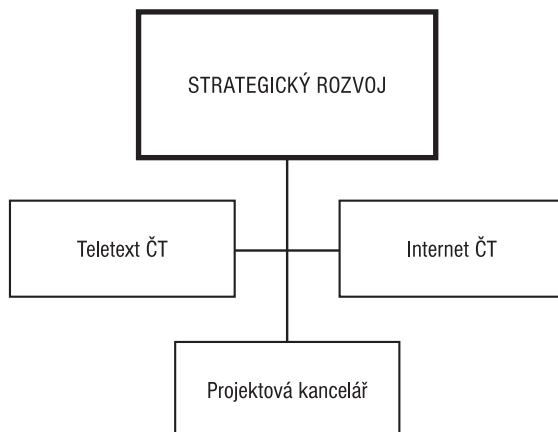 STRATEGICKÝ ROZVOJ
Teletext ČT
Internet ČT
Projektová kancelář